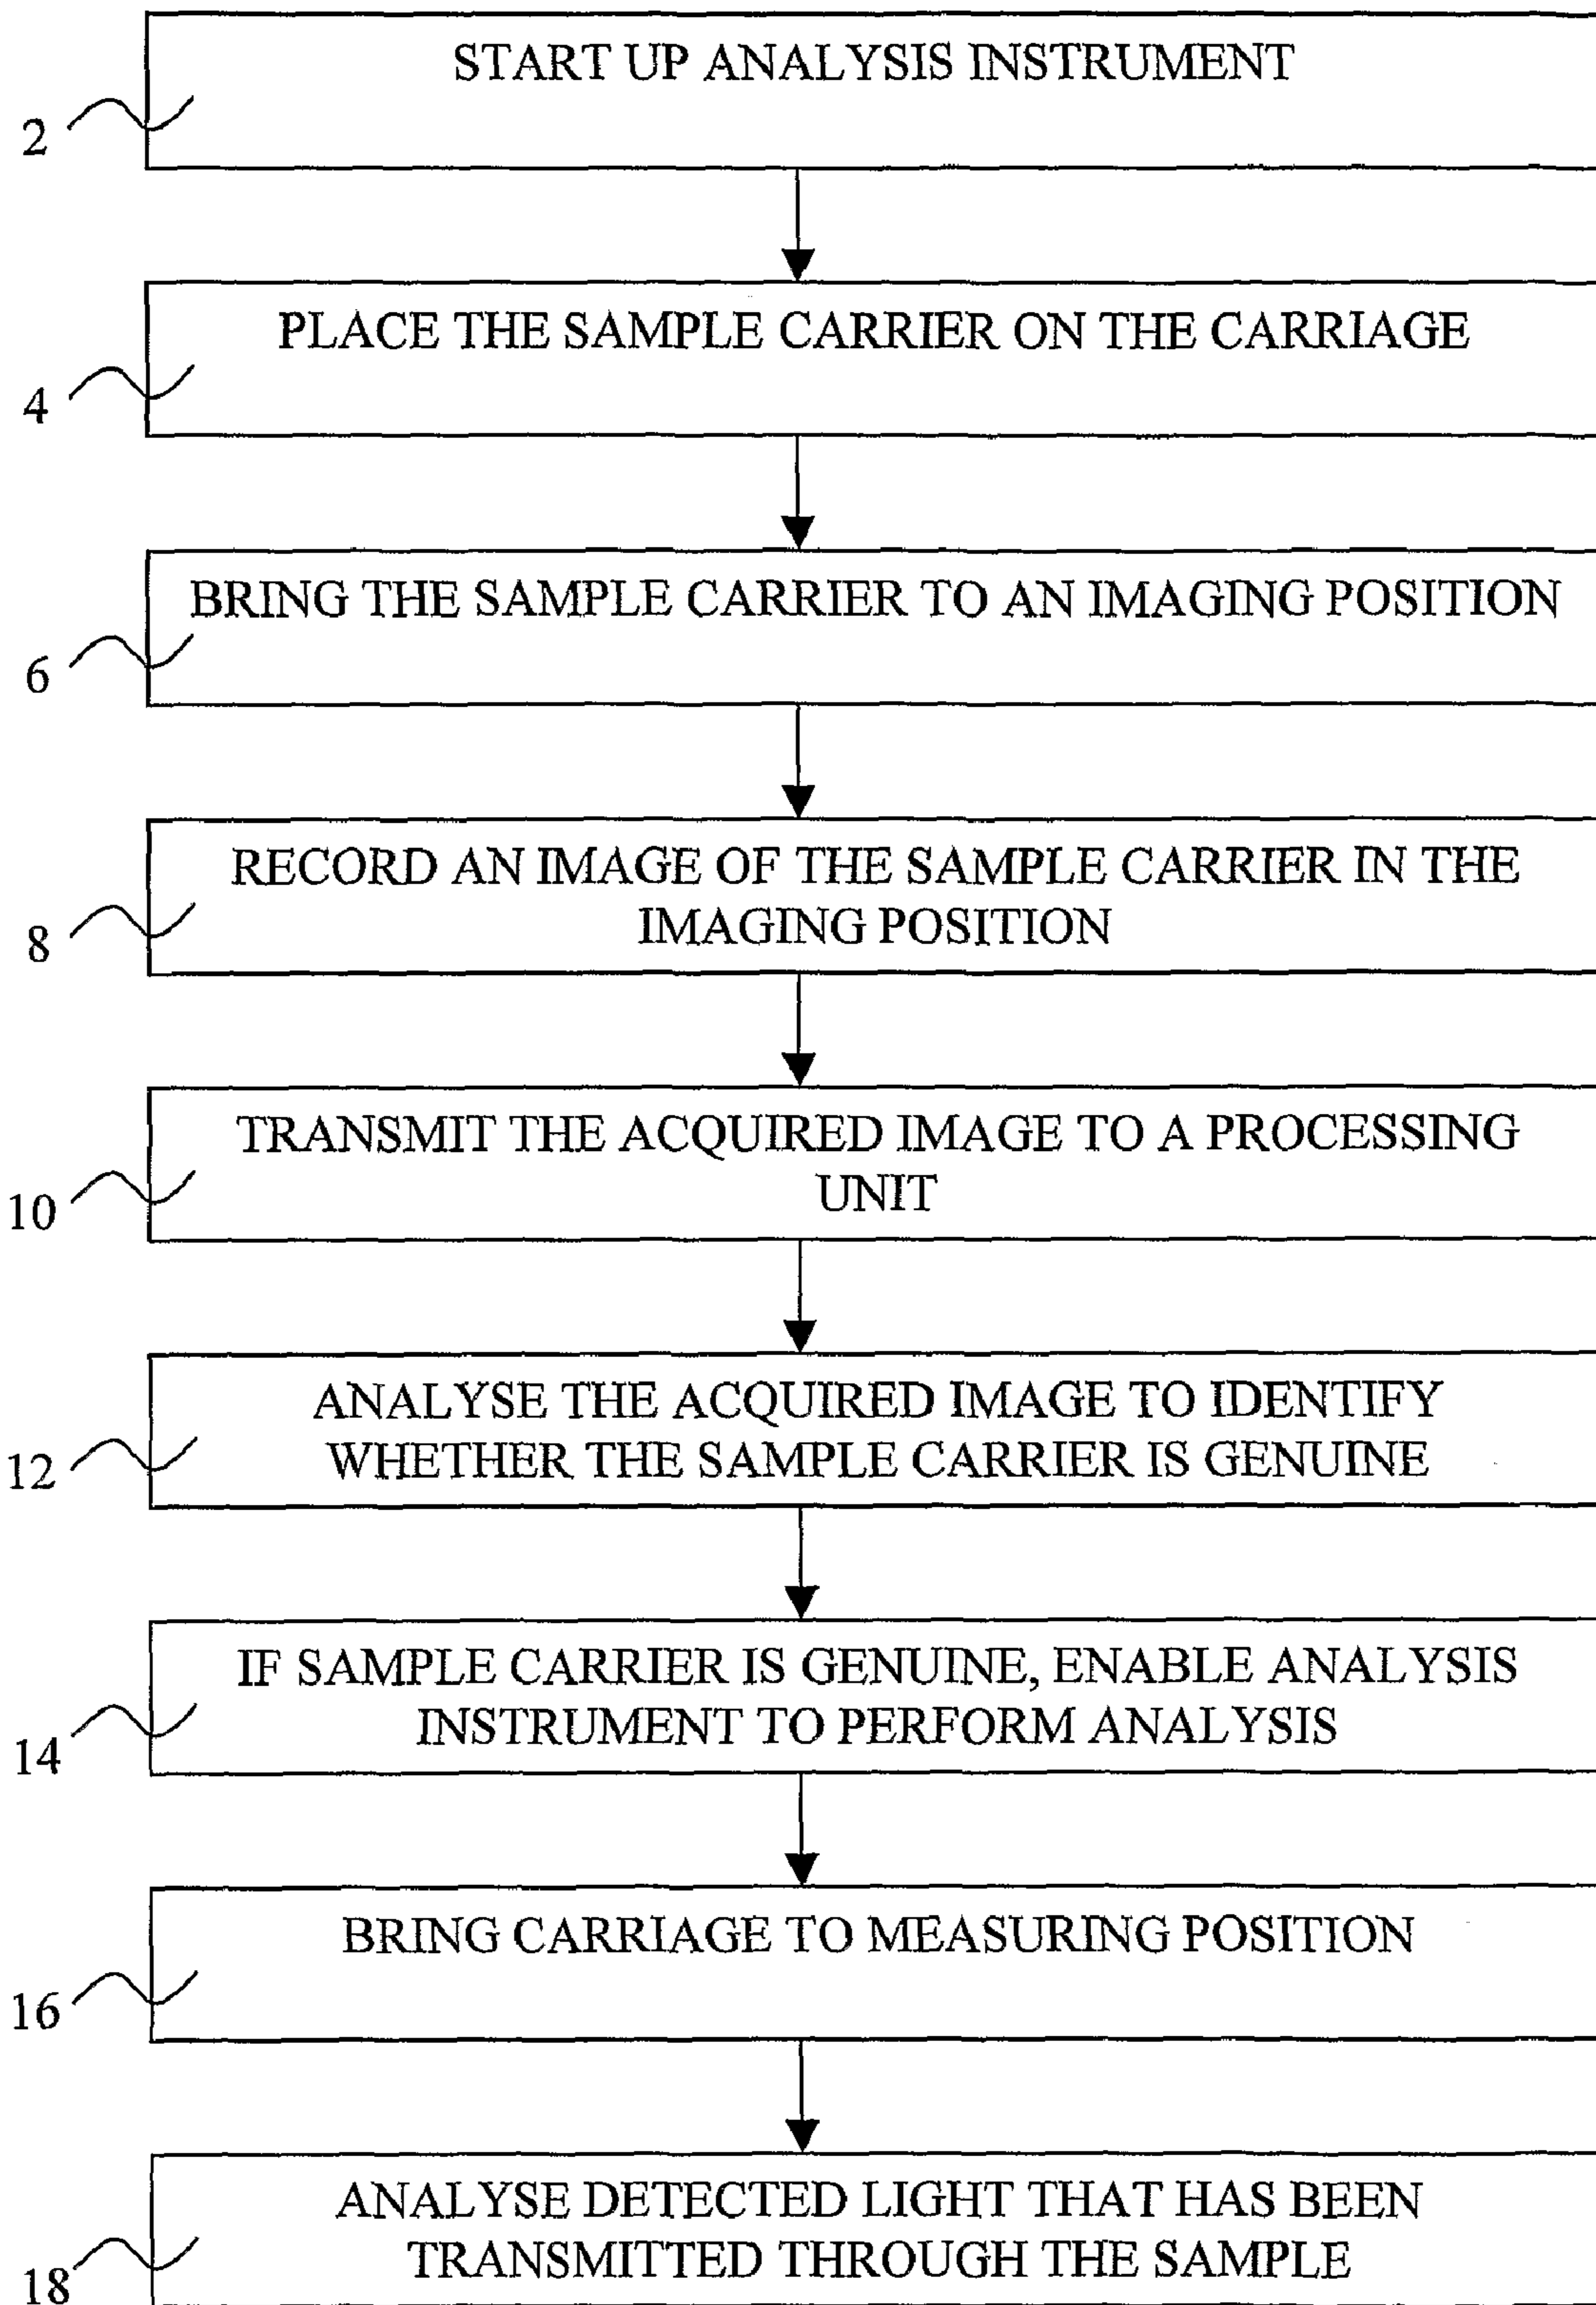 START UP ANALYSIS INSTRUMENT
2
PLACE THE SAMPLE CARRIER ON THE CARRIAGE
4
BRING THE SAMPLE CARRIER TO AN IMAGING POSITION
6
RECORD AN IMAGE OF THE SAMPLE CARRIER IN THE
IMAGING POSITION
8
TRANSMIT THE ACQUIRED IMAGE TO A PROCESSING
UNIT
10
ANALYSE THE ACQUIRED IMAGE TO IDENTIFY
WHETHER THE SAMPLE CARRIER IS GENUINE
12
IF SAMPLE CARRIER IS GENUINE, ENABLE ANALYSIS
INSTRUMENT TO PERFORM ANALYSIS
14
BRING CARRIAGE TO MEASURING POSITION
16
ANALYSE DETECTED LIGHT THAT HAS BEEN
TRANSMITTED THROUGH THE SAMPLE
18